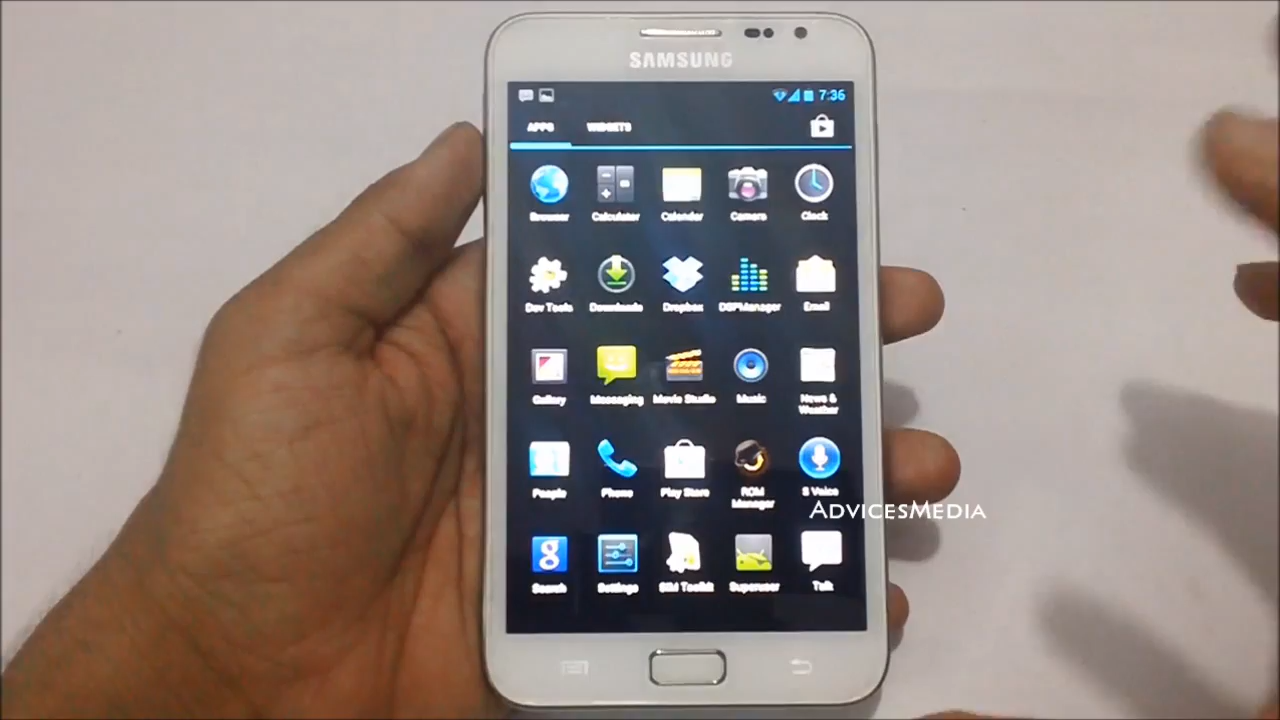 SAMSUNG
7:36
APPS WIDGETS
Browser Calculator Calendar Camera Clock
Dev Tools Downloads Dropbox DSPManager Email
Gallery Messaging Movie Studio Music News &
Weather
People Phone Play Store ROM S Voice
Manager
ADVICESMEDIA
Search Settings SIM Toolkit Superuser Talk